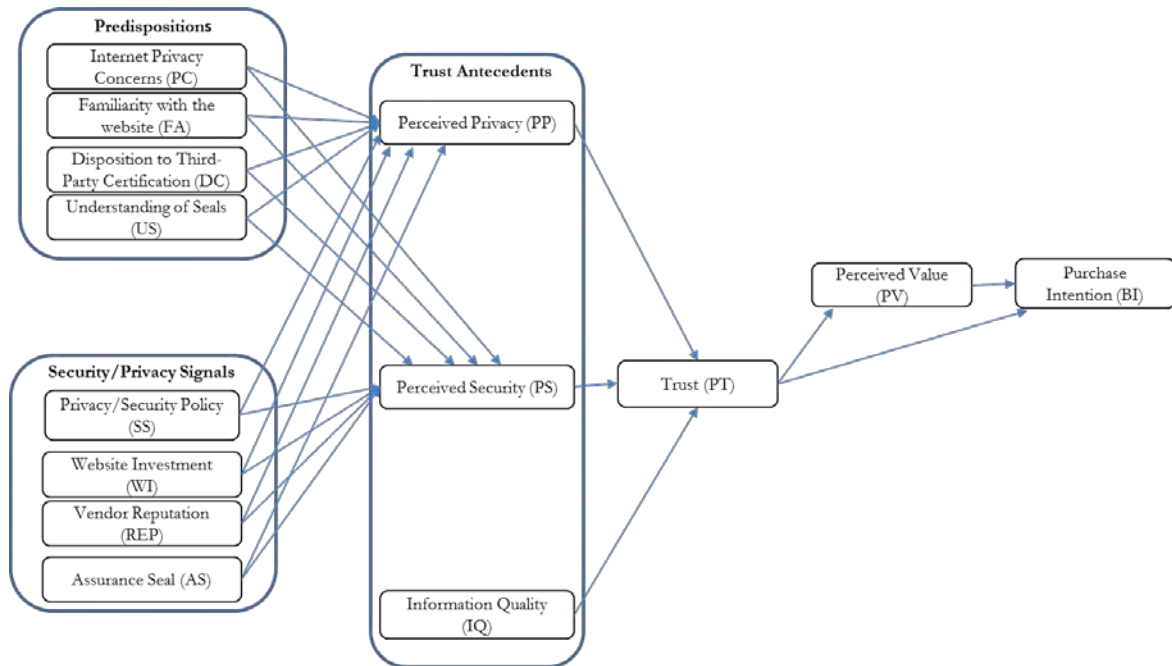 Predispositions
Internet Privacy
Concerns (PC)
Familiarity with the
website (FA)
Disposition to Third-
Party Certification (DC)
Understanding of Seals
(US)
Security/Privacy Signals
Privacy/Security Policy
(SS)
Website Investment
(WI)
Vendor Reputation
(REP)
Assurance Seal (AS)
Trust Antecedents
Perceived Privacy (PP)
Perceived Security (PS)
Information Quality
(IQ)
Trust (PT)
Perceived Value
(PV)
Purchase
Intention (BI)